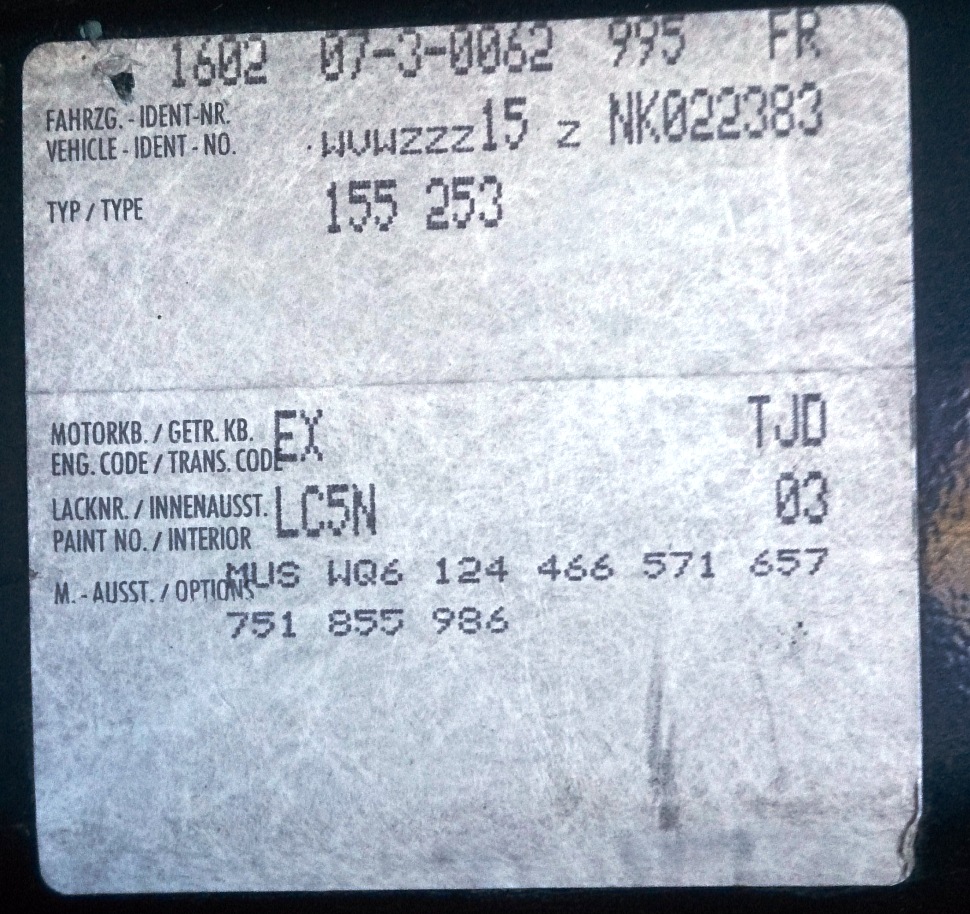 1602 07-3-0062 995 FR
FAHRZG. - IDENT-NR.
VEHICLE - IDENT - NO. WVWZZZ15 Z NK022383
TYP / TYPE 155 253
MOTORKB. / GETR. KB. EX TJD
ENG. CODE / TRANS. CODE
LACKNR. / INNENAUSST. LC5N 03
PAINT NO. / INTERIOR
M. - AUSST. / OPTIONS MUS WQ6 124 466 571 657
751 855 986